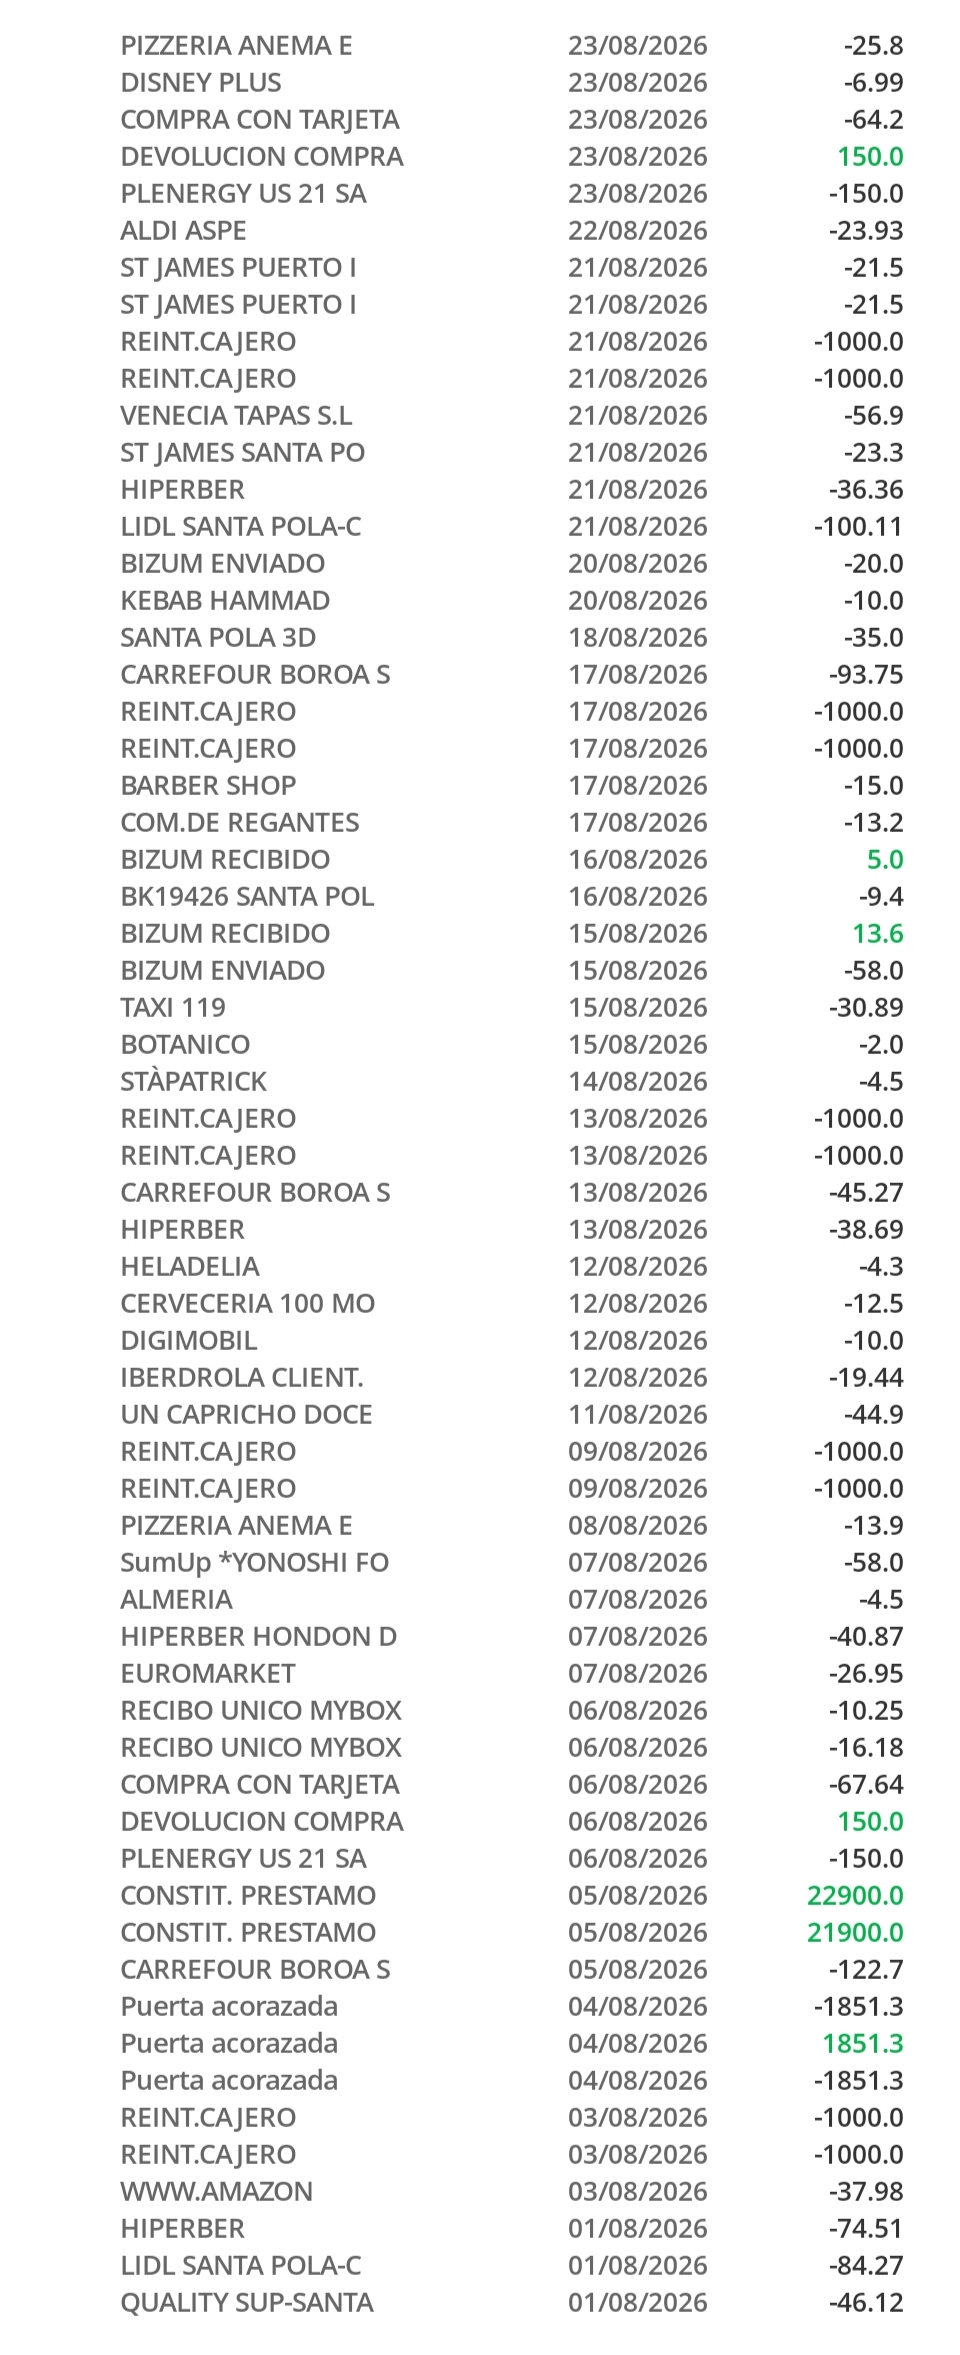 PIZZERIA ANEMA E 23/08/2026 -25.8
DISNEY PLUS 23/08/2026 -6.99
COMPRA CON TARJETA 23/08/2026 -64.2
DEVOLUCION COMPRA 23/08/2026 150.0
PLENERGY US 21 SA 23/08/2026 -150.0
ALDI ASPE 22/08/2026 -23.93
ST JAMES PUERTO I 21/08/2026 -21.5
ST JAMES PUERTO I 21/08/2026 -21.5
REINT.CAJERO 21/08/2026 -1000.0
REINT.CAJERO 21/08/2026 -1000.0
VENECIA TAPAS S.L 21/08/2026 -56.9
ST JAMES SANTA PO 21/08/2026 -23.3
HIPERBER 21/08/2026 -36.36
LIDL SANTA POLA-C 21/08/2026 -100.11
BIZUM ENVIADO 20/08/2026 -20.0
KEBAB HAMMAD 20/08/2026 -10.0
SANTA POLA 3D 18/08/2026 -35.0
CARREFOUR BOROA S 17/08/2026 -93.75
REINT.CAJERO 17/08/2026 -1000.0
REINT.CAJERO 17/08/2026 -1000.0
BARBER SHOP 17/08/2026 -15.0
COM.DE REGANTES 17/08/2026 -13.2
BIZUM RECIBIDO 16/08/2026 5.0
BK19426 SANTA POL 16/08/2026 -9.4
BIZUM RECIBIDO 15/08/2026 13.6
BIZUM ENVIADO 15/08/2026 -58.0
TAXI 119 15/08/2026 -30.89
BOTANICO 15/08/2026 -2.0
STÀPATRICK 14/08/2026 -4.5
REINT.CAJERO 13/08/2026 -1000.0
REINT.CAJERO 13/08/2026 -1000.0
CARREFOUR BOROA S 13/08/2026 -45.27
HIPERBER 13/08/2026 -38.69
HELADELIA 12/08/2026 -4.3
CERVECERIA 100 MO 12/08/2026 -12.5
DIGIMOBIL 12/08/2026 -10.0
IBERDROLA CLIENT. 12/08/2026 -19.44
UN CAPRICHO DOCE 11/08/2026 -44.9
REINT.CAJERO 09/08/2026 -1000.0
REINT.CAJERO 09/08/2026 -1000.0
PIZZERIA ANEMA E 08/08/2026 -13.9
SumUp *YONOSHI FO 07/08/2026 -58.0
ALMERIA 07/08/2026 -4.5
HIPERBER HONDON D 07/08/2026 -40.87
EUROMARKET 07/08/2026 -26.95
RECIBO UNICO MYBOX 06/08/2026 -10.25
RECIBO UNICO MYBOX 06/08/2026 -16.18
COMPRA CON TARJETA 06/08/2026 -67.64
DEVOLUCION COMPRA 06/08/2026 150.0
PLENERGY US 21 SA 06/08/2026 -150.0
CONSTIT. PRESTAMO 05/08/2026 22900.0
CONSTIT. PRESTAMO 05/08/2026 21900.0
CARREFOUR BOROA S 05/08/2026 -122.7
Puerta acorazada 04/08/2026 -1851.3
Puerta acorazada 04/08/2026 1851.3
Puerta acorazada 04/08/2026 -1851.3
REINT.CAJERO 03/08/2026 -1000.0
REINT.CAJERO 03/08/2026 -1000.0
WWW.AMAZON 03/08/2026 -37.98
HIPERBER 01/08/2026 -74.51
LIDL SANTA POLA-C 01/08/2026 -84.27
QUALITY SUP-SANTA 01/08/2026 -46.12